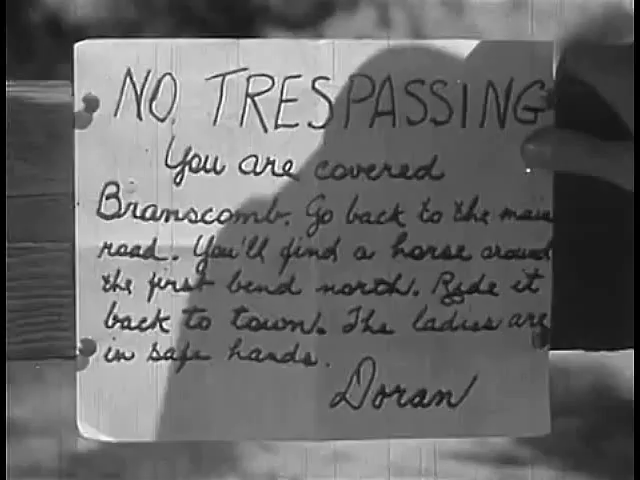 NO TRESPASSING
You are covered
Branscomb. Go back to the main
road. You'll find a horse around
the first bend north. Ride it
back to town. The ladies are
in safe hands.
Doran